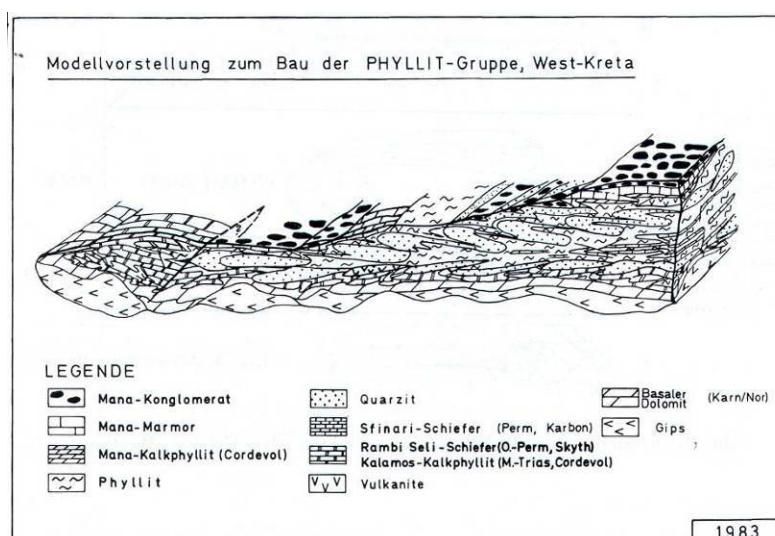 Modellvorstellung zum Bau der PHYLLIT-Gruppe, West-Kreta
LEGENDE
Mana-Konglomerat
Mana-Marmor
Mana-Kalkphyllit (Cordevol)
Phyllit
Quarzit
Sfinari-Schiefer (Perm, Karbon)
Rambi Seli-Schiefer(O.-Perm, Skyth)
Kalamos-Kalkphyllit (M.-Trias, Cordevol)
Vulkanite
Basaler (Karn/Nor)
Dolomit
Gips
1983